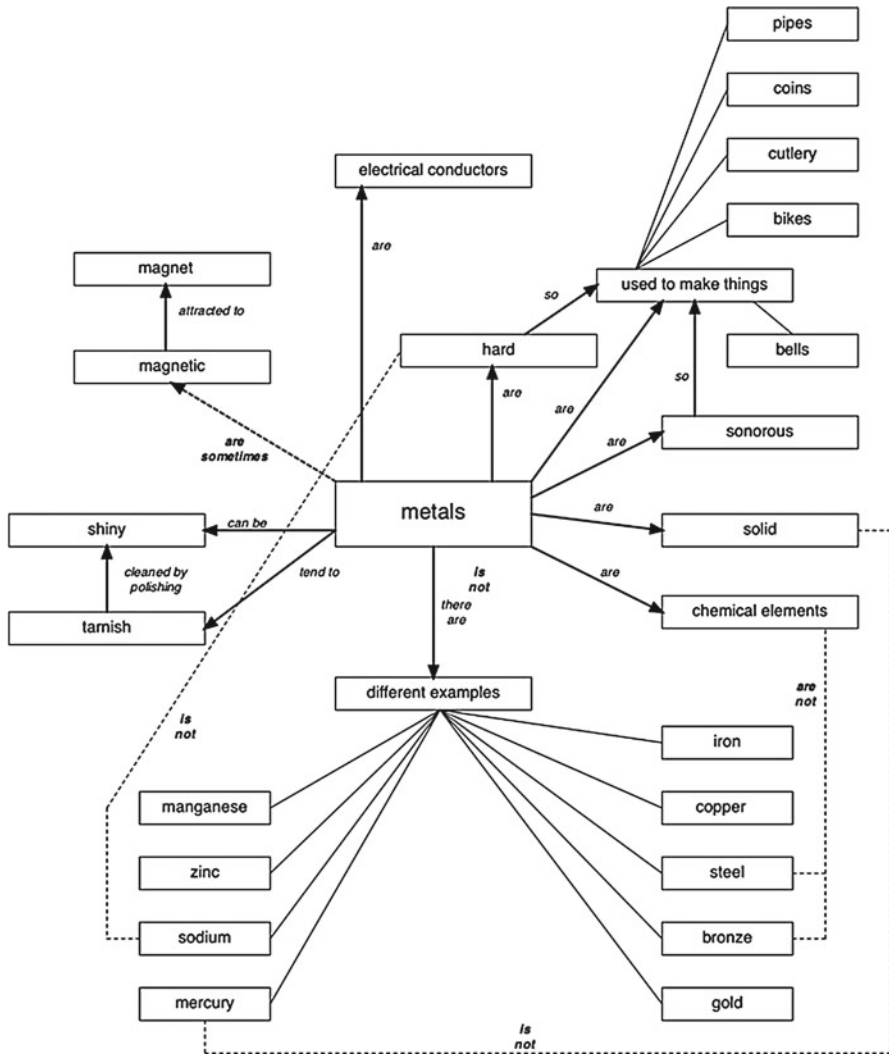 pipes
coins
cutlery
bikes
electrical conductors
are
magnet
attracted to
magnetic
used to make things
so
hard
bells
are
so
are
sonorous
are
are
sometimes
metals
are
solid
shiny
can be
cleaned by
polishing
tend to
tarnish
is
not
there
are
are
chemical elements
different examples
are
not
is
not
iron
manganese
copper
zinc
steel
sodium
bronze
mercury
gold
is
not